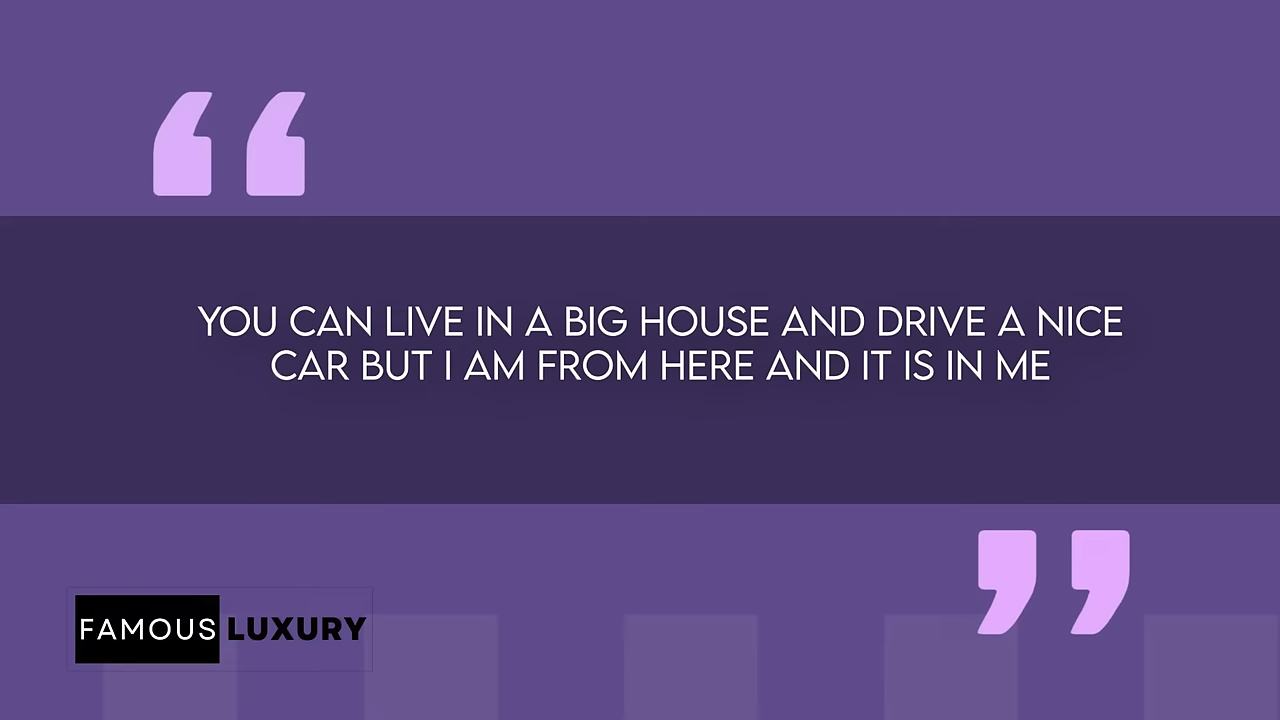 YOU CAN LIVE IN A BIG HOUSE AND DRIVE A NICE
CAR BUT I AM FROM HERE AND IT IS IN ME
FAMOUS LUXURY